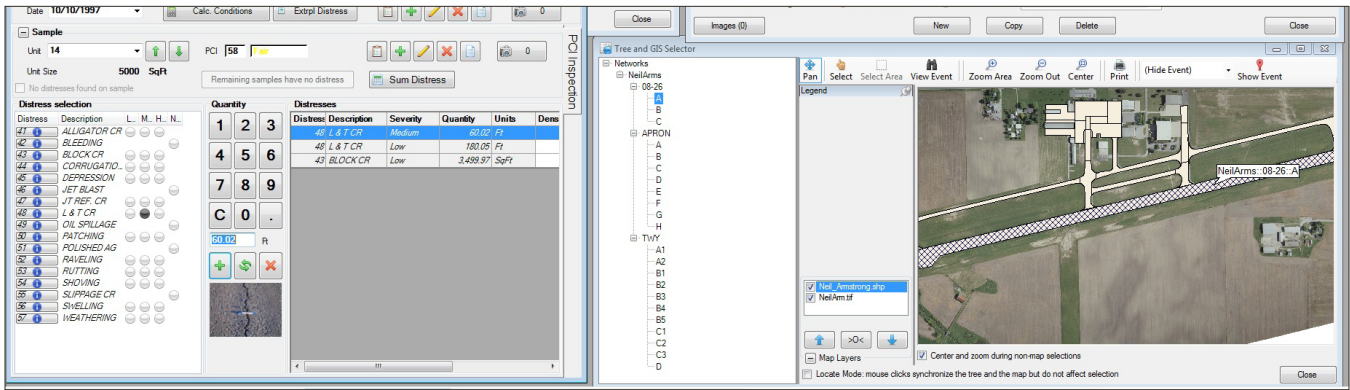 Date 10/10/1997 Calc. Conditions Extrpl Distress 0
Sample
Unit 14 PCI 58 Fair 0
Unit Size 5000 SqFt Remaining samples have no distress Sum Distress
No distresses found on sample
PCI Inspection
Distress selection
Distress Description L... M... H... N...
41 ALLIGATOR CR
42 BLEEDING
43 BLOCK CR
44 CORRUGATIO...
45 DEPRESSION
46 JET BLAST
47 JT REF. CR
48 L & T CR
49 OIL SPILLAGE
50 PATCHING
51 POLISHED AG
52 RAVELING
53 RUTTING
54 SHOVING
55 SLIPPAGE CR
56 SWELLING
57 WEATHERING
Quantity
1 2 3
4 5 6
7 8 9
C 0 .
60.02 Ft
Distresses
Distress Description Severity Quantity Units Dens
48 L & T CR Medium 60.02 Ft
48 L & T CR Low 180.05 Ft
43 BLOCK CR Low 3,499.97 SqFt
Close
Images (0) New Copy Delete Close
Tree and GIS Selector
Networks
NeilArms
08-26
A
B
C
APRON
A
B
C
D
E
F
G
H
TWY
A1
A2
B1
B2
B3
B4
B5
C1
C2
C3
D
Pan Select Select Area View Event Zoom Area Zoom Out Center Print (Hide Event) Show Event
Legend
NeilArms::08-26::A
Neil_Armstrong.shp
NeilArm.tif
>0<
Map Layers
Center and zoom during non-map selections
Locate Mode: mouse clicks synchronize the tree and the map but do not affect selection
Close